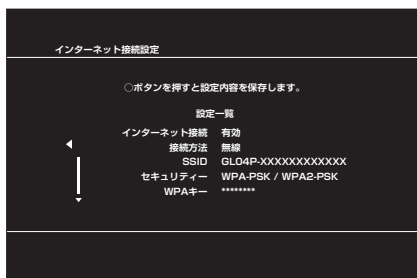 インターネット接続設定
○ボタンを押すと設定内容を保存します。
設定一覧
インターネット接続 有効
接続方法 無線
SSID GL04P-XXXXXXXXXXXX
セキュリティー WPA-PSK / WPA2-PSK
WPAキー ********